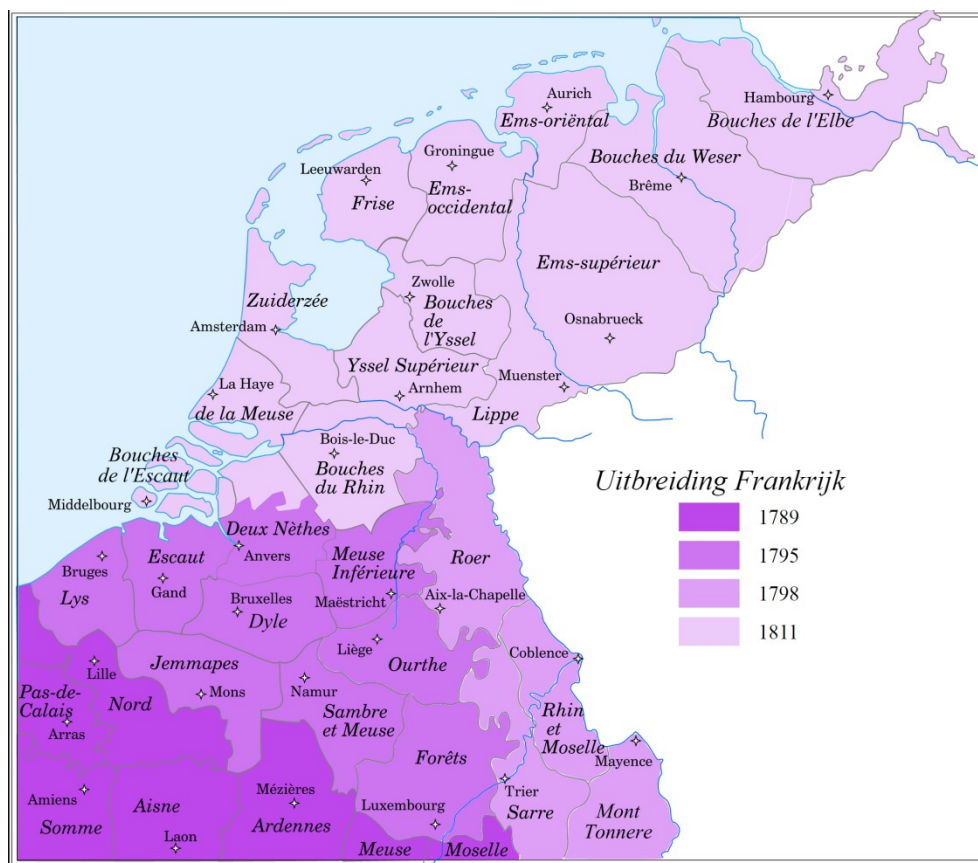 Aurich
Ems-oriëntal
Hambourg
Bouches de l'Elbe
Groningue
Bouches du Weser
Leeuwarden
Brême
Frise
Ems-
occidental
Ems-supérieur
Zwolle
Zuiderzée
Bouches
de
l'Yssel
Amsterdam
Osnabrueck
Yssel Supérieur
Muenster
La Haye
Arnhem
de la Meuse
Lippe
Bois-le-Duc
Bouches
de l'Escaut
Bouches
du Rhin
Middelbourg
Uitbreiding Frankrijk
1789
1795
1798
1811
Deux Nèthes
Anvers
Escaut
Meuse
Inférieure
Roer
Bruges
Gand
Lys
Bruxelles
Dyle
Maëstricht
Aix-la-Chapelle
Liège
Ourthe
Coblence
Jemmapes
Lille
Mons
Namur
Sambre
et Meuse
Pas-de-
Calais
Nord
Arras
Rhin
et
Moselle
Mayence
Forêts
Trier
Amiens
Aisne
Mézières
Luxembourg
Sarre
Mont
Tonnere
Somme
Laon
Ardennes
Meuse
Moselle